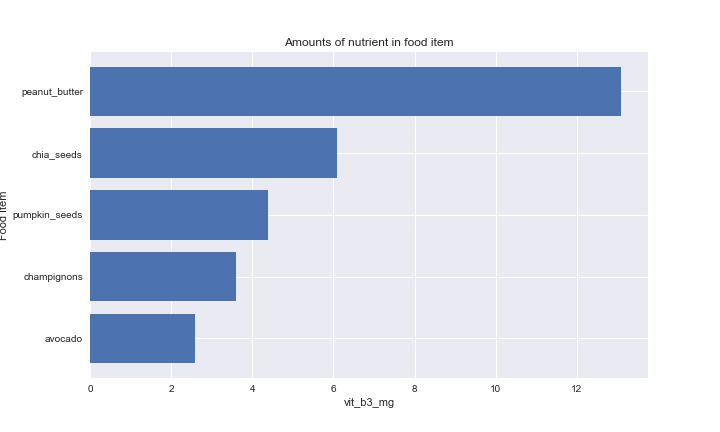 Amounts of nutrient in food item
Food item
peanut_butter
chia_seeds
pumpkin_seeds
champignons
avocado
0 2 4 6 8 10 12
vit_b3_mg